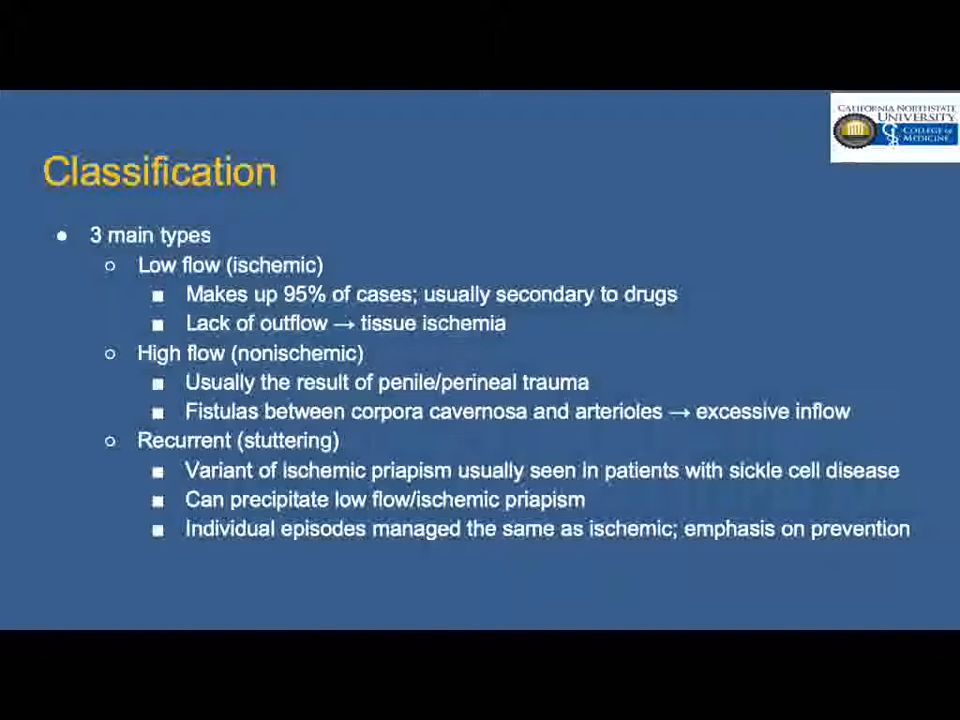 CALIFORNIA NORTHSTATE
UNIVERSITY
COLLEGE OF
MEDICINE
Classification
● 3 main types
○ Low flow (ischemic)
■ Makes up 95% of cases; usually secondary to drugs
■ Lack of outflow → tissue ischemia
○ High flow (nonischemic)
■ Usually the result of penile/perineal trauma
■ Fistulas between corpora cavernosa and arterioles → excessive inflow
○ Recurrent (stuttering)
■ Variant of ischemic priapism usually seen in patients with sickle cell disease
■ Can precipitate low flow/ischemic priapism
■ Individual episodes managed the same as ischemic; emphasis on prevention